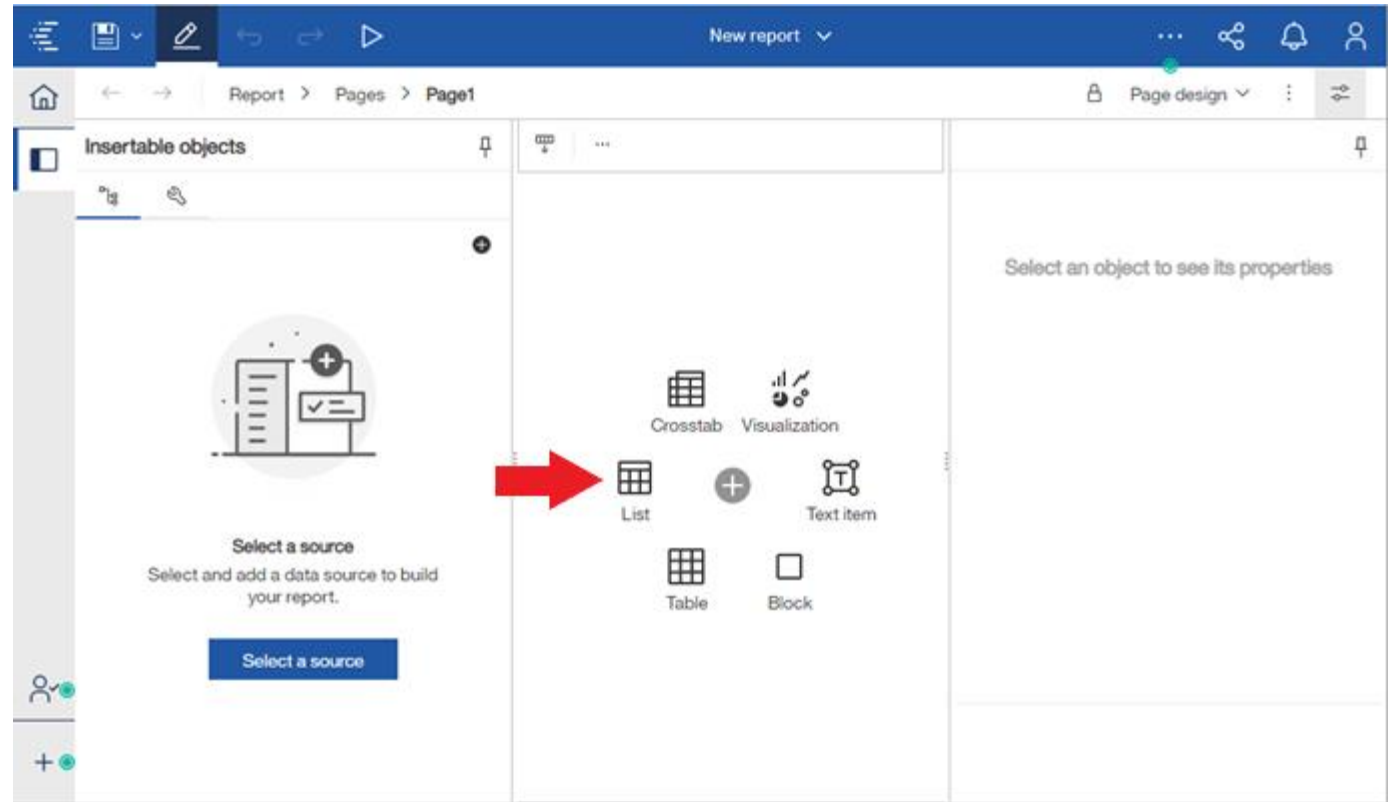 New report
Report > Pages > Page1
Page design
Insertable objects
Select a source
Select and add a data source to build
your report.
Select a source
Crosstab
Visualization
List
T
Text item
Table
Block
Select an object to see its properties